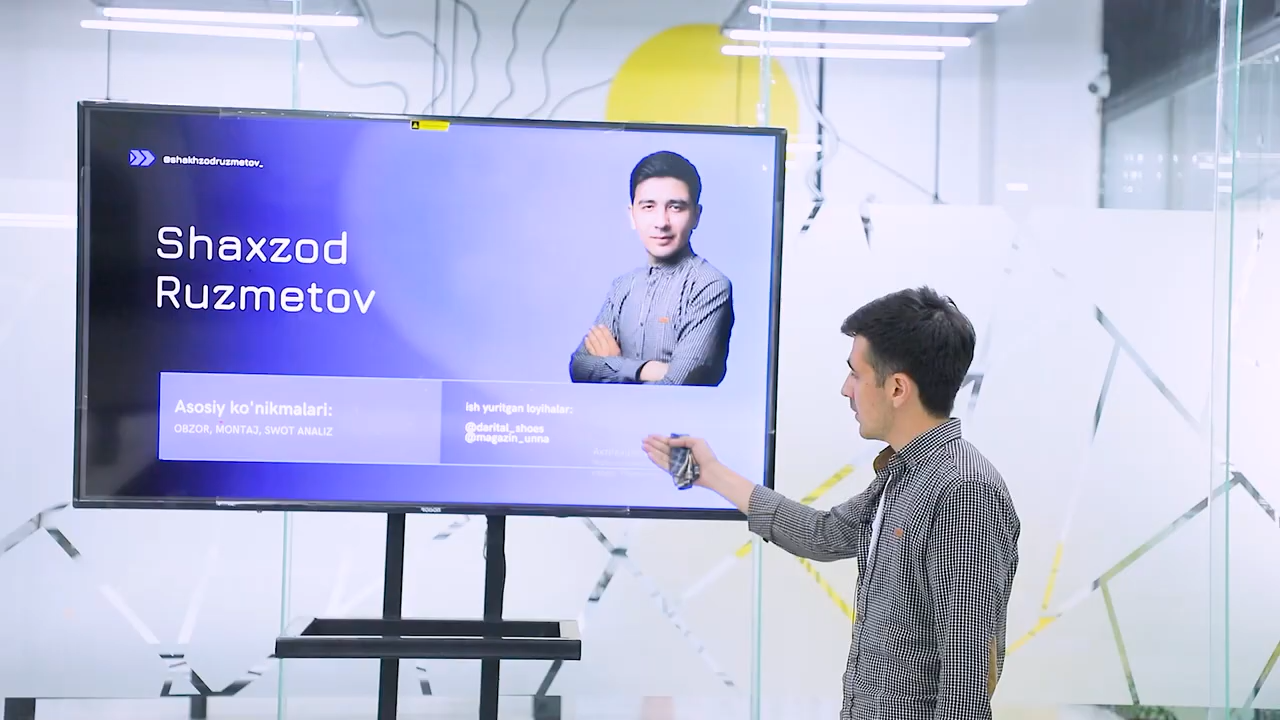 @shakhzodruzmetov_
Shaxzod
Ruzmetov
Asosiy ko'nikmalari:
OBZOR, MONTAJ, SWOT ANALIZ
Ish yuritgan loyihalar:
@darital_shoes
@magazin_unna